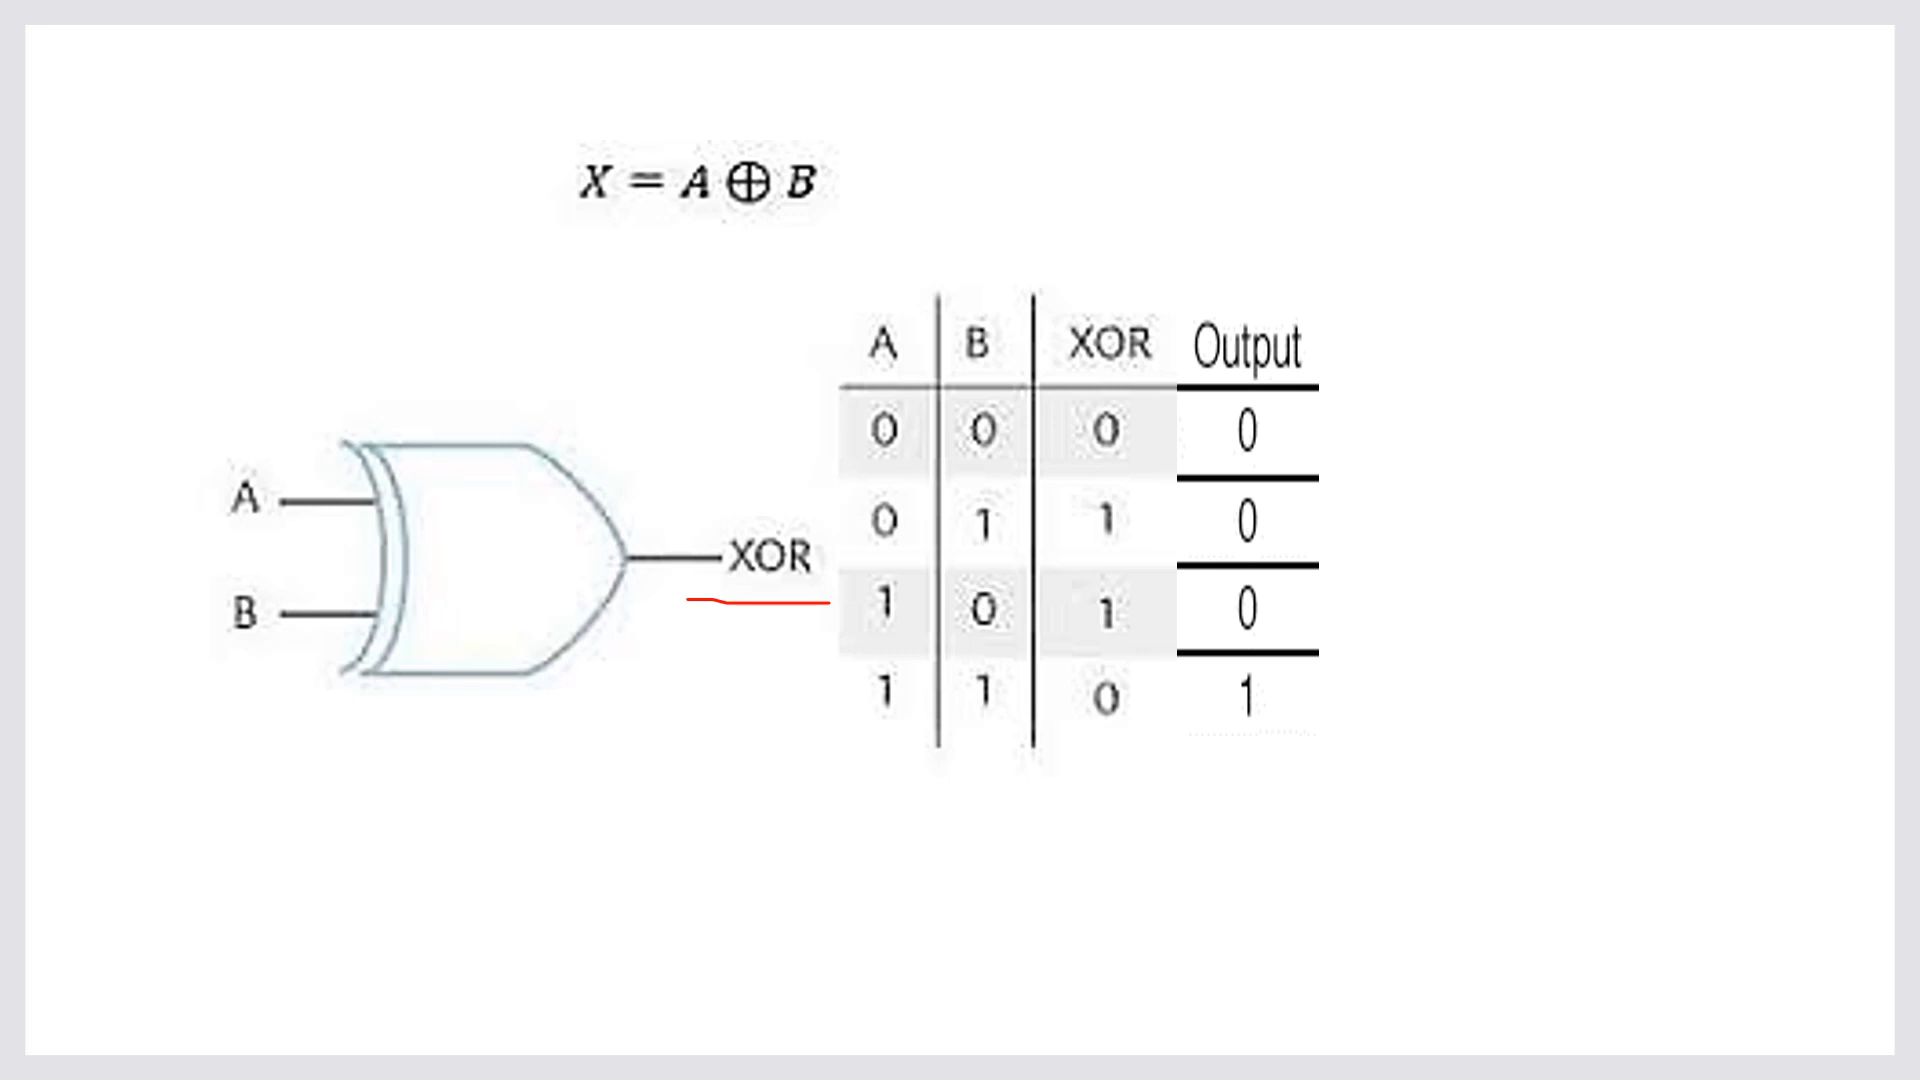 X = A ⊕ B
A B XOR Output
0 0 0 0
A
0 1 1 0
XOR
B
1 0 1 0
1 1 0 1